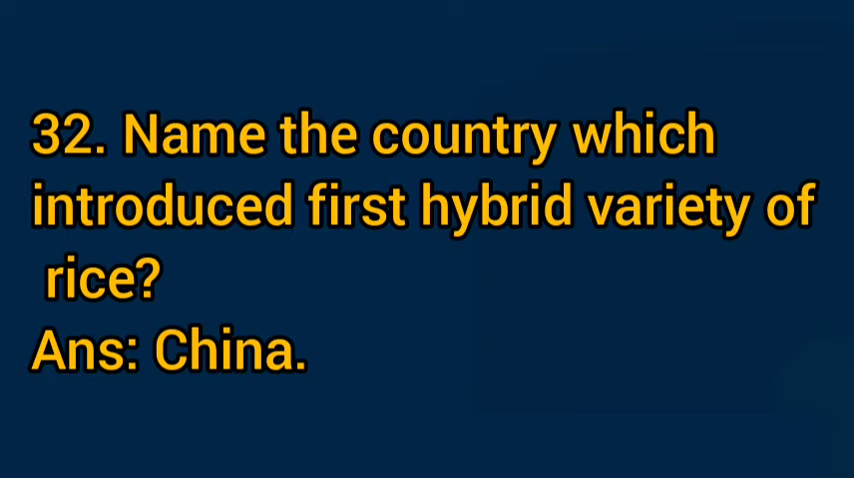 32. Name the country which
introduced first hybrid variety of
rice?
Ans: China.